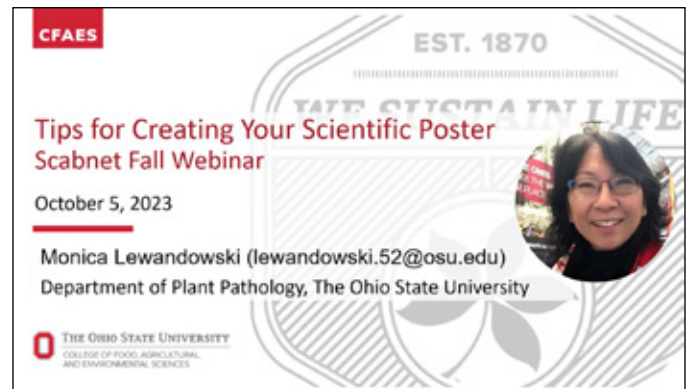 CFAES
EST. 1870
WE SUSTAIN LIFE
Tips for Creating Your Scientific Poster
Scabnet Fall Webinar
October 5, 2023
Monica Lewandowski (lewandowski.52@osu.edu)
Department of Plant Pathology, The Ohio State University
THE OHIO STATE UNIVERSITY
COLLEGE OF FOOD, AGRICULTURAL,
AND ENVIRONMENTAL SCIENCES